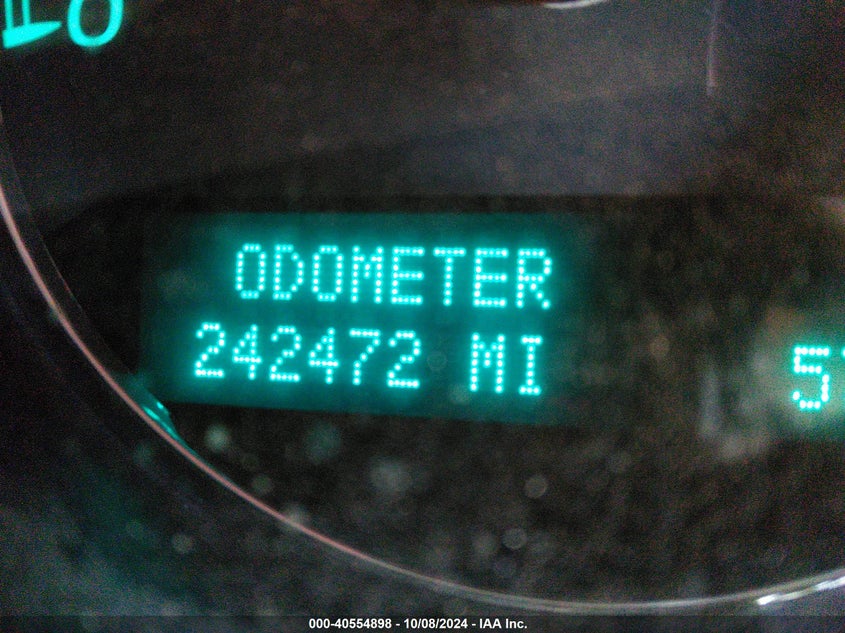 ODOMETER
242472 MI
000-40554898 - 10/08/2024 - IAA Inc.